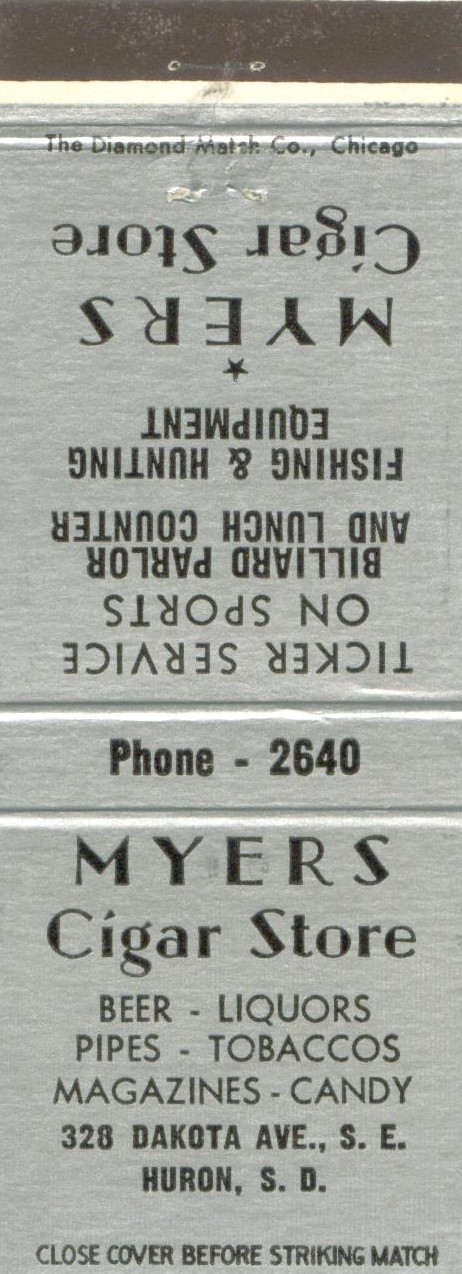 The Diamond Match Co., Chicago
TICKER SERVICE
ON SPORTS
BILLIARD PARLOR
AND LUNCH COUNTER
FISHING & HUNTING
EQUIPMENT
MYERS
Cigar Store
Phone - 2640
MYERS
Cigar Store
BEER - LIQUORS
PIPES - TOBACCOS
MAGAZINES - CANDY
328 DAKOTA AVE., S. E.
HURON, S. D.
CLOSE COVER BEFORE STRIKING MATCH